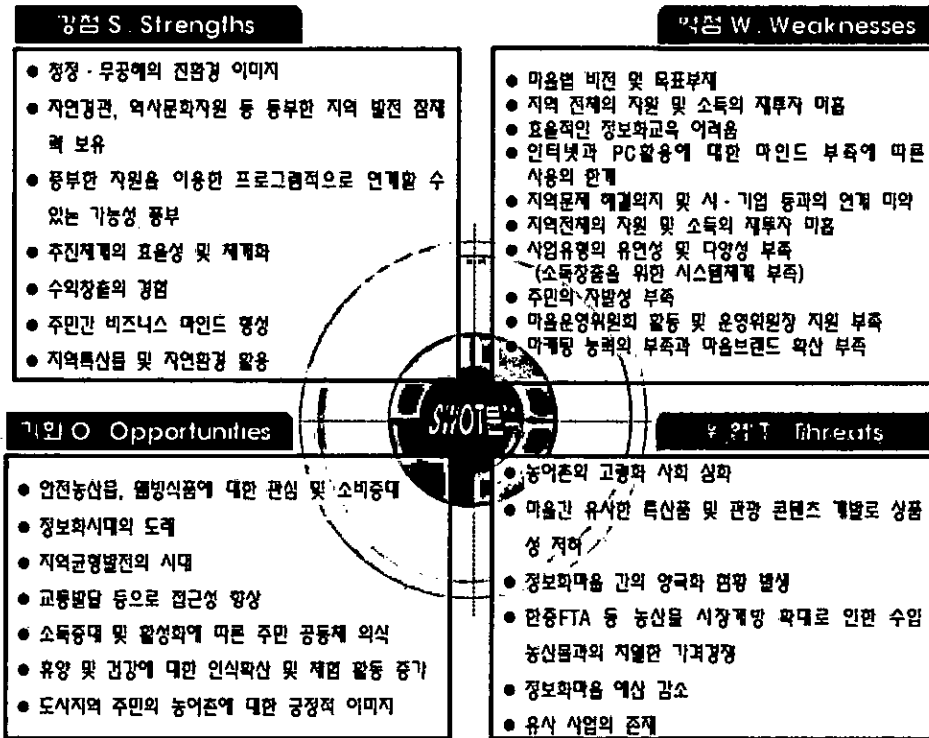 강점 S. Strengths
● 청정 · 무공해의 친환경 이미지
● 자연경관, 역사문화자원 등 풍부한 지역 발전 잠재
력 보유
● 풍부한 자원을 이용한 프로그램적으로 연계할 수
있는 가능성 풍부
● 추진체계의 효율성 및 체계화
● 수익창출의 경험
● 주민간 비즈니스 마인드 형성
● 지역특산물 및 자연환경 활용
약점 W. Weaknesses
● 마을별 비전 및 목표부재
● 지역 전체의 자원 및 소득의 재투자 미흡
● 효율적인 정보화교육 어려움
● 인터넷과 PC활용에 대한 마인드 부족에 따른
사용의 한계
● 지역문제 해결의지 및 시 · 기업 등과의 연계 미약
● 지역전체의 자원 및 소득의 재투자 미흡
● 사업유형의 유연성 및 다양성 부족
(소득창출을 위한 시스템체계 부족)
● 주민의 자발성 부족
● 마을운영위원회 활동 및 운영위원장 지원 부족
● 마케팅 능력의 부족과 마을브랜드 확산 부족
SWOT분석
기회 O. Opportunities
● 안전농산물, 웰빙식품에 대한 관심 및 소비증대
● 정보화시대의 도래
● 지역균형발전의 시대
● 교통발달 등으로 접근성 향상
● 소득증대 및 활성화에 따른 주민 공동체 의식
● 휴양 및 건강에 대한 인식확산 및 체험 활동 증가
● 도시지역 주민의 농어촌에 대한 긍정적 이미지
위협 T. Threats
● 농어촌의 고령화 사회 심화
● 마을간 유사한 특산품 및 관광 콘텐츠 개발로 상품
성 저하
● 정보화마을 간의 양극화 현황 발생
● 한중FTA 등 농산물 시장개방 확대로 인한 수입
농산물과의 치열한 가격경쟁
● 정보화마을 예산 감소
● 유사 사업의 존재